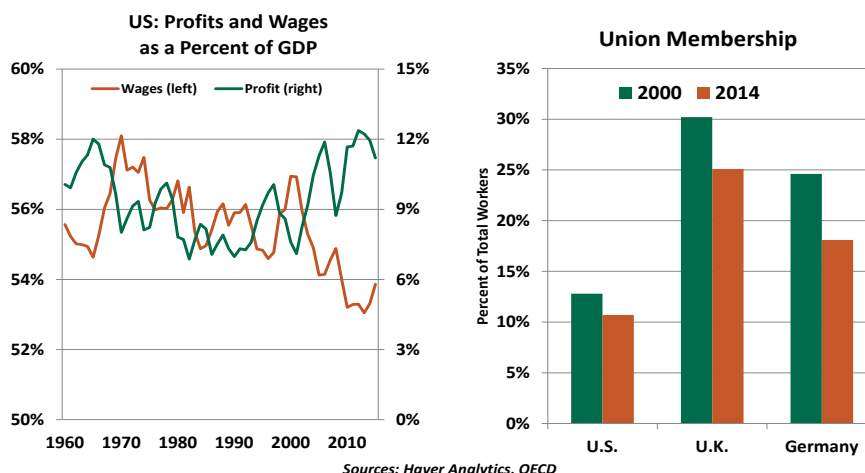 US: Profits and Wages
as a Percent of GDP
60%
58%
56%
54%
52%
50%
Wages (left)
Profit (right)
15%
12%
9%
6%
3%
0%
1960 1970 1980 1990 2000 2010
Union Membership
Percent of Total Workers
35%
30%
25%
20%
15%
10%
5%
0%
2000
2014
U.S. U.K. Germany
Sources: Haver Analytics, OECD